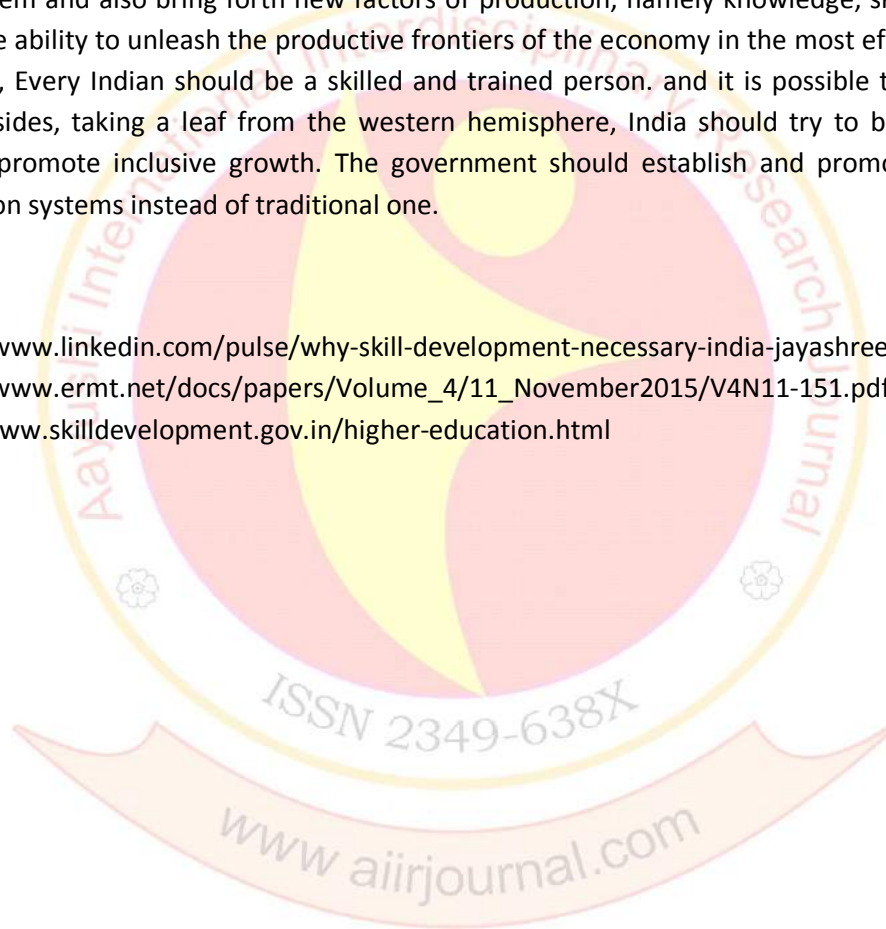 em and also bring forth new factors of production, namely knowledge, s
e ability to unleash the productive frontiers of the economy in the most ef
, Every Indian should be a skilled and trained person. and it is possible t
sides, taking a leaf from the western hemisphere, India should try to b
promote inclusive growth. The government should establish and promo
on systems instead of traditional one.
www.linkedin.com/pulse/why-skill-development-necessary-india-jayashree
www.ermt.net/docs/papers/Volume_4/11_November2015/V4N11-151.pdf
ww.skilldevelopment.gov.in/higher-education.html
Aayushi International Interdisciplinary Research Journal
ISSN 2349-638X
www aiirjournal.com